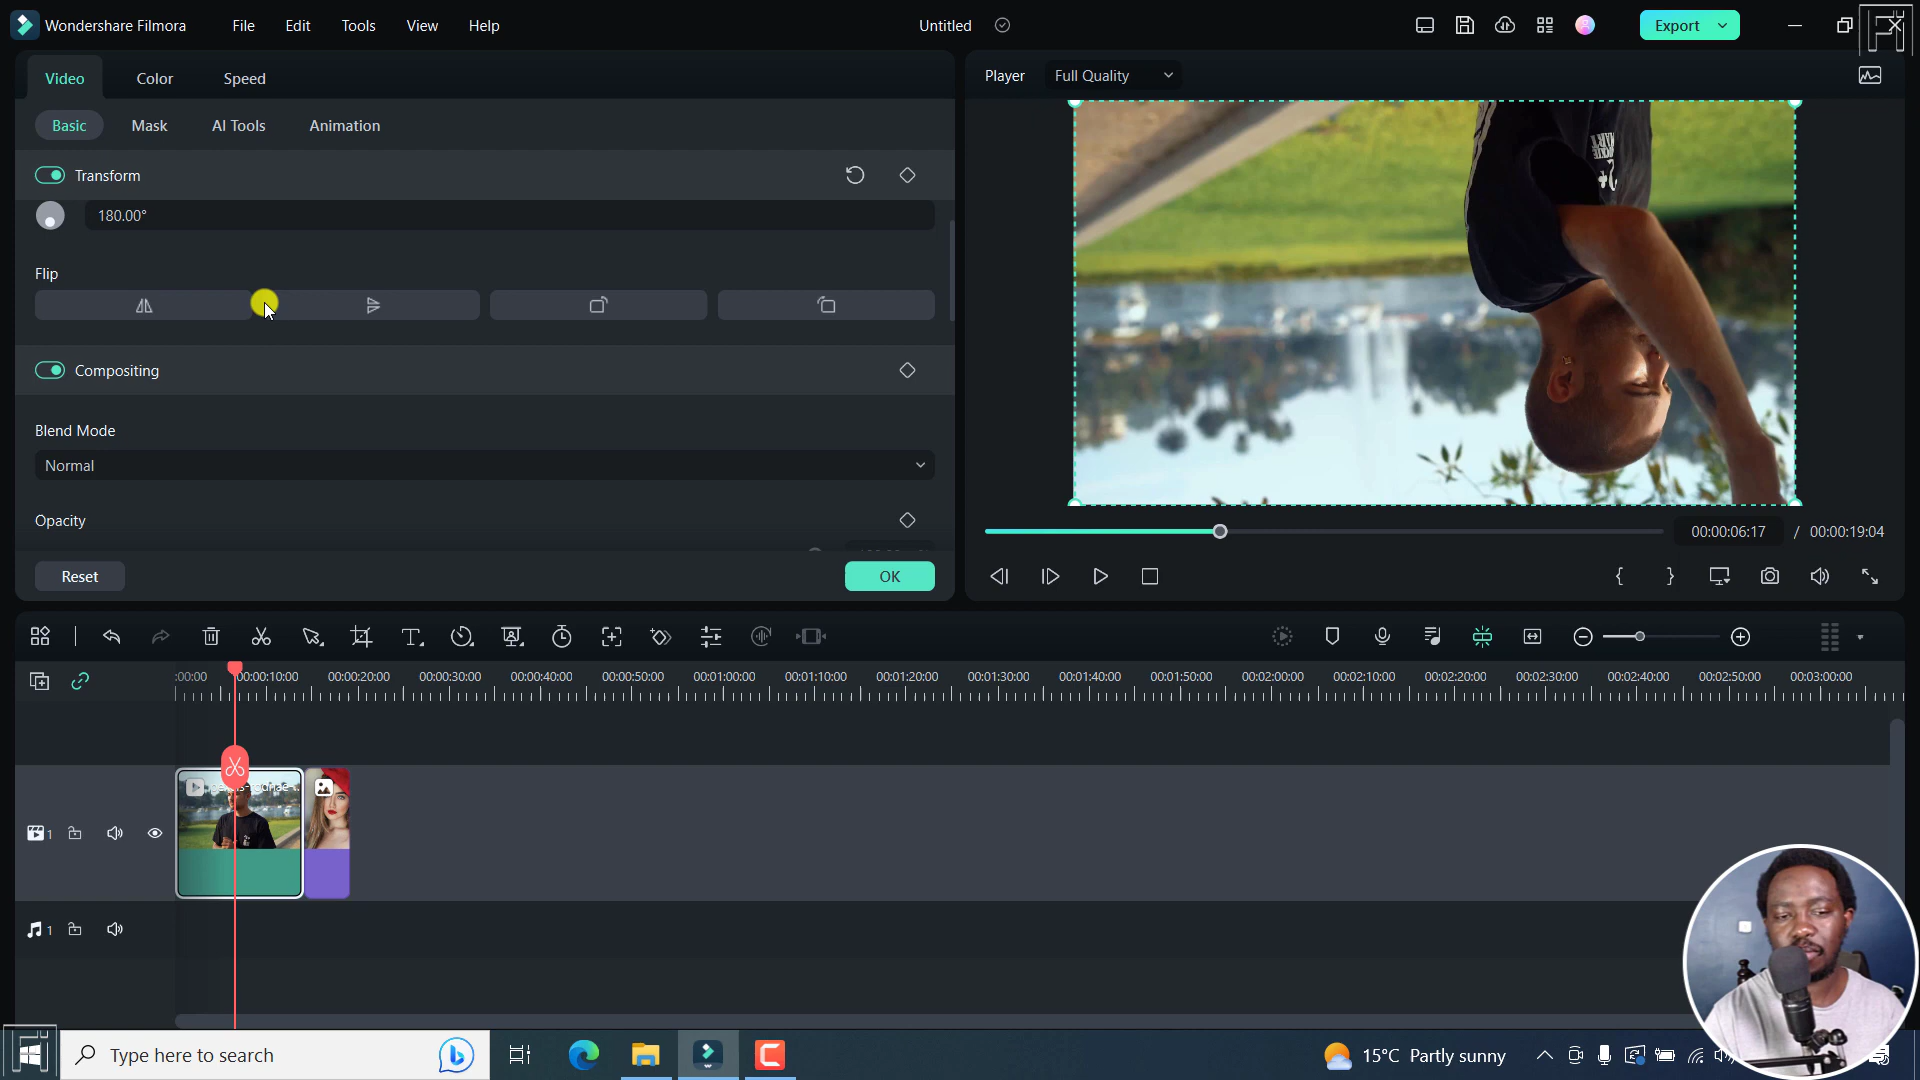 Wondershare Filmora
File
Edit
Tools
View
Help
Untitled
Export
Video
Color
Speed
Player
Full Quality
Basic
Mask
AI Tools
Animation
Transform
180.00°
Flip
Compositing
Blend Mode
Normal
Opacity
Reset
OK
00:00:06:17 / 00:00:19:04
:00:00
00:00:10:00
00:00:20:00
00:00:30:00
00:00:40:00
00:00:50:00
00:01:00:00
00:01:10:00
00:01:20:00
00:01:30:00
00:01:40:00
00:01:50:00
00:02:00:00
00:02:10:00
00:02:20:00
00:02:30:00
00:02:40:00
00:02:50:00
00:03:00:00
1
1
Type here to search
15°C Partly sunny